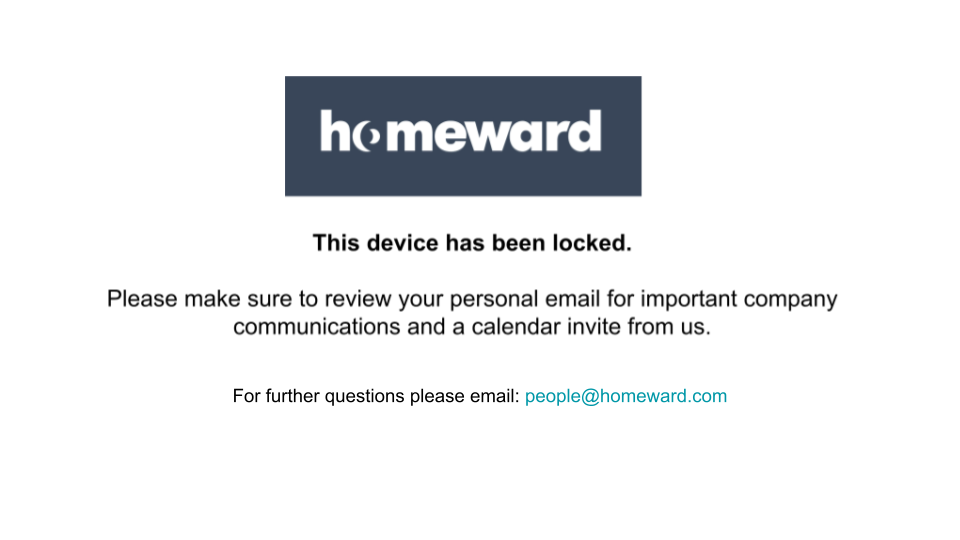 homeward
This device has been locked.
Please make sure to review your personal email for important company
communications and a calendar invite from us.
For further questions please email: people@homeward.com